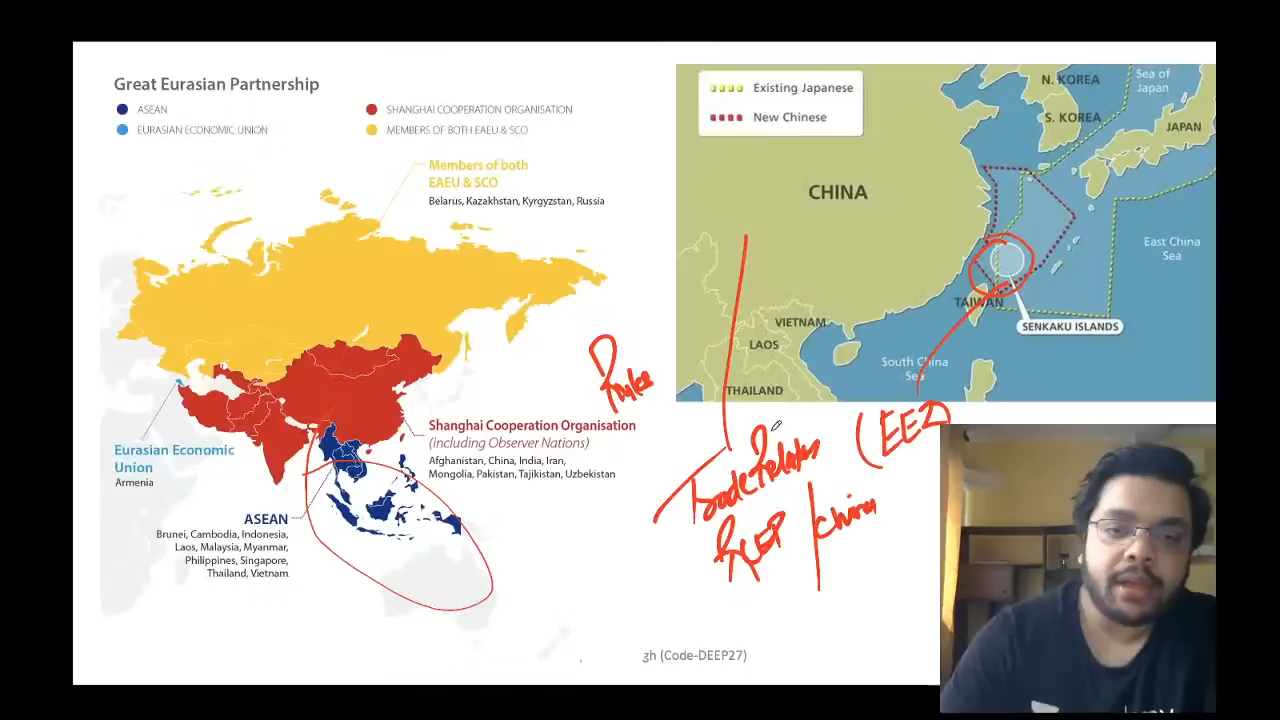 Great Eurasian Partnership
ASEAN
SHANGHAI COOPERATION ORGANISATION
EURASIAN ECONOMIC UNION
MEMBERS OF BOTH EAEU & SCO
Members of both
EAEU & SCO
Belarus, Kazakhstan, Kyrgyzstan, Russia
Shanghai Cooperation Organisation
(including Observer Nations)
Afghanistan, China, India, Iran,
Mongolia, Pakistan, Tajikistan, Uzbekistan
Eurasian Economic
Union
Armenia
ASEAN
Brunei, Cambodia, Indonesia,
Laos, Malaysia, Myanmar,
Philippines, Singapore,
Thailand, Vietnam
Existing Japanese
New Chinese
N. KOREA
Sea of
Japan
S. KOREA
JAPAN
CHINA
East China
Sea
TAIWAN
SENKAKU ISLANDS
VIETNAM
LAOS
South China
Sea
THAILAND
(EEZ)
Trade
RCEP / China
gh (Code-DEEP27)